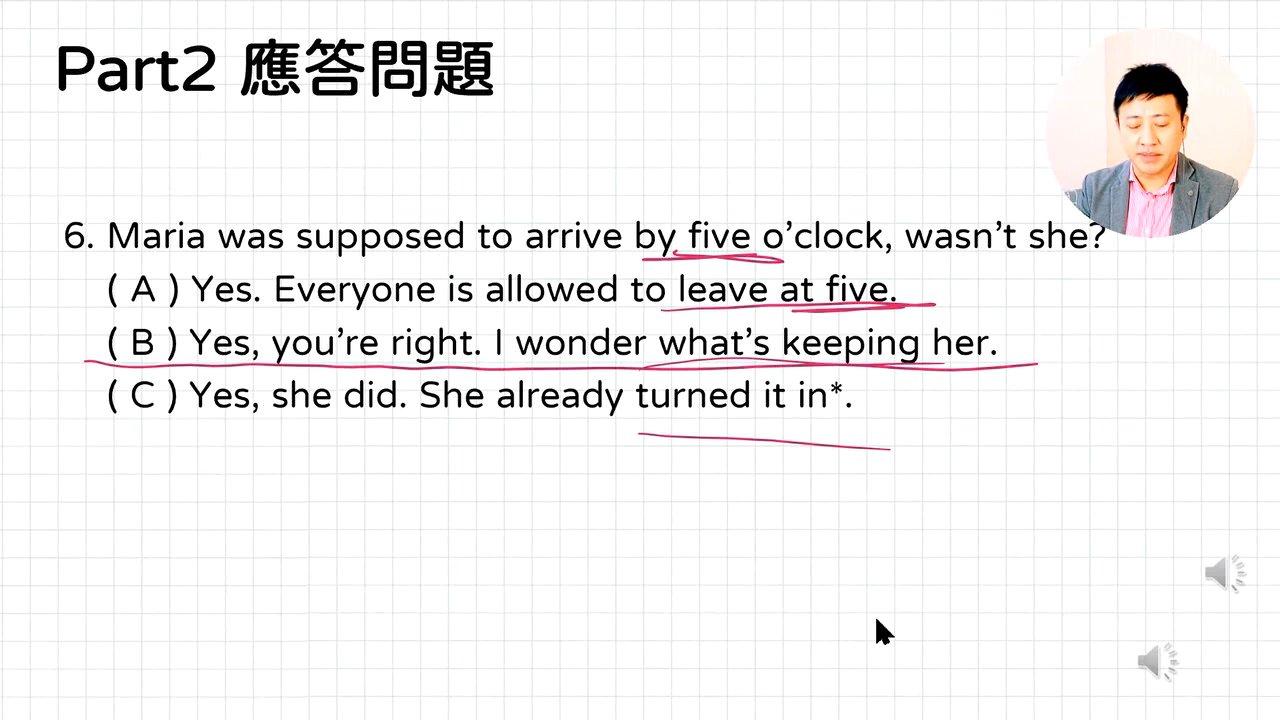 Part2 應答問題
6. Maria was supposed to arrive by five o’clock, wasn’t she?
( A ) Yes. Everyone is allowed to leave at five.
( B ) Yes, you’re right. I wonder what’s keeping her.
( C ) Yes, she did. She already turned it in*.